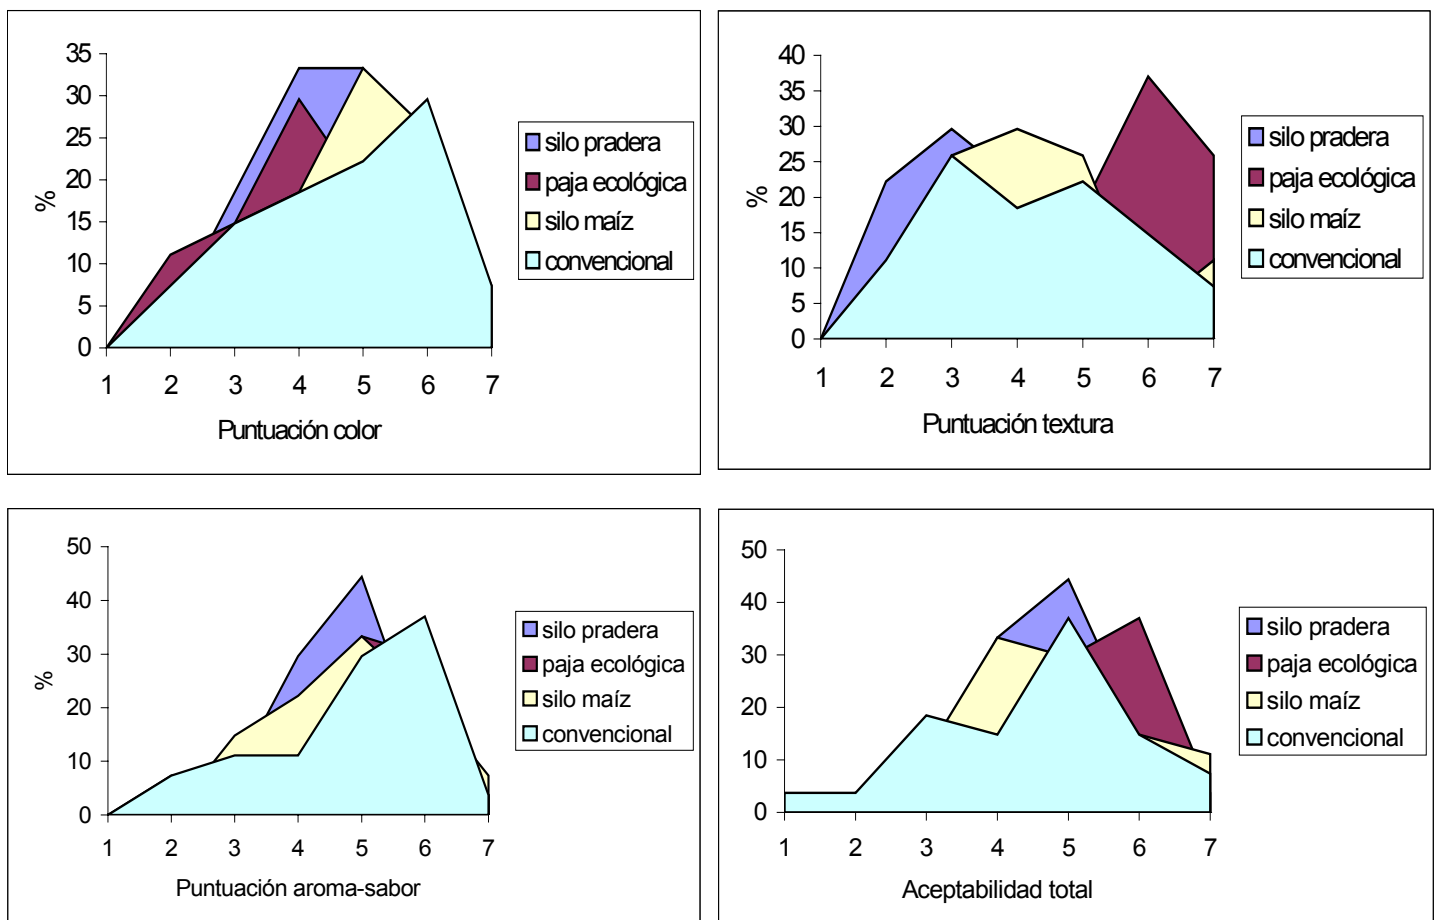 35
30
25
20
15
10
5
0
%
1 2 3 4 5 6 7
Puntuación color
silo pradera
paja ecológica
silo maíz
convencional
40
35
30
25
20
15
10
5
0
%
1 2 3 4 5 6 7
Puntuación textura
silo pradera
paja ecológica
silo maíz
convencional
50
40
30
20
10
0
%
1 2 3 4 5 6 7
Puntuación aroma-sabor
silo pradera
paja ecológica
silo maíz
convencional
50
40
30
20
10
0
%
1 2 3 4 5 6 7
Aceptabilidad total
silo pradera
paja ecológica
silo maíz
convencional